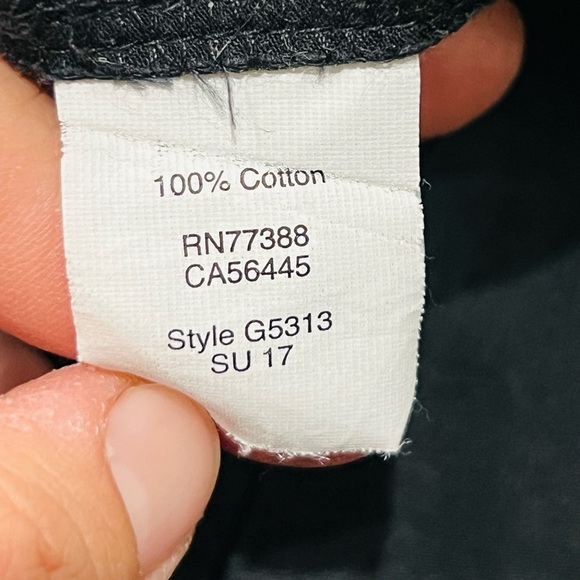 100% Cotton
RN77388
CA56445
Style G5313
SU 17